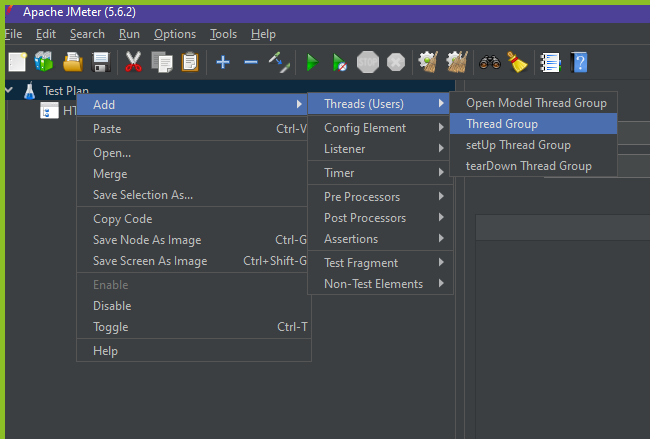 Apache JMeter (5.6.2)
File Edit Search Run Options Tools Help
Test Plan
HT
Add
Paste Ctrl-V
Open...
Merge
Save Selection As...
Copy Code
Save Node As Image Ctrl-G
Save Screen As Image Ctrl+Shift-G
Enable
Disable
Toggle Ctrl-T
Help
Threads (Users)
Config Element
Listener
Timer
Pre Processors
Post Processors
Assertions
Test Fragment
Non-Test Elements
Open Model Thread Group
Thread Group
setUp Thread Group
tearDown Thread Group